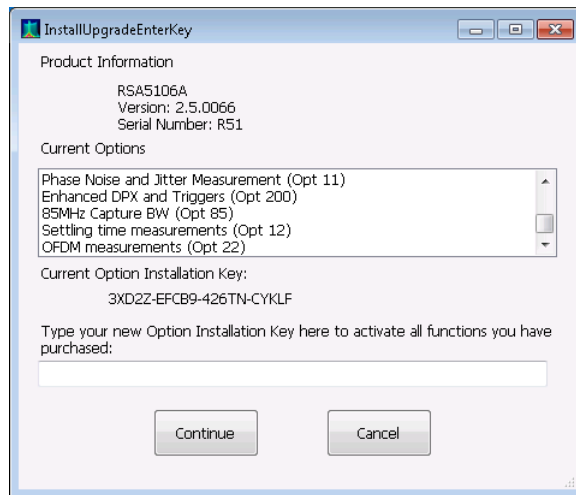 InstallUpgradeEnterKey
Product Information
RSA5106A
Version: 2.5.0066
Serial Number: R51
Current Options
Phase Noise and Jitter Measurement (Opt 11)
Enhanced DPX and Triggers (Opt 200)
85MHz Capture BW (Opt 85)
Settling time measurements (Opt 12)
OFDM measurements (Opt 22)
Current Option Installation Key:
3XD2Z-EFCB9-426TN-CYKLF
Type your new Option Installation Key here to activate all functions you have
purchased:
Continue
Cancel